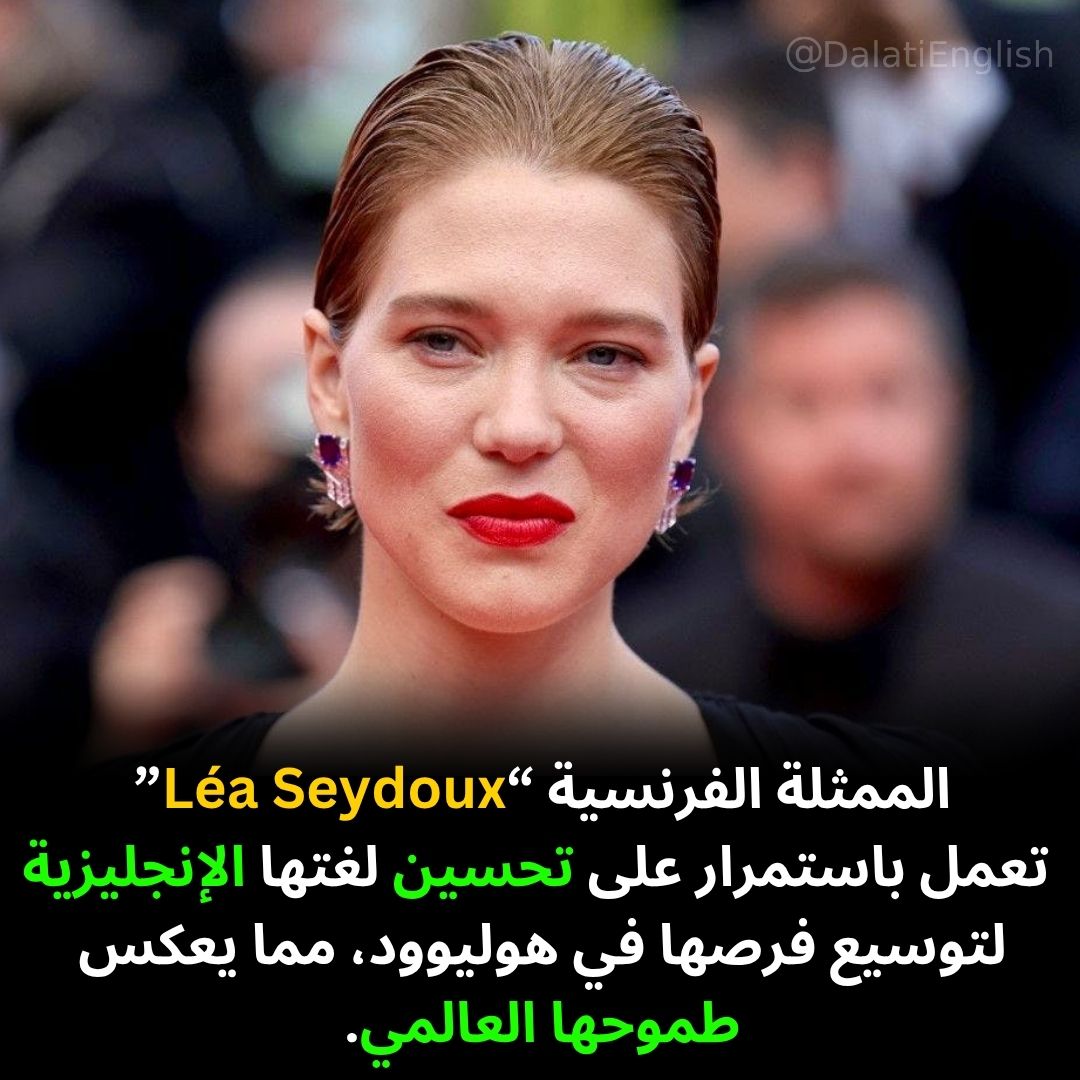 @DalatiEnglish
الممثلة الفرنسية “Léa Seydoux”
تعمل باستمرار على تحسين لغتها الإنجليزية
لتوسيع فرصها في هوليوود، مما يعكس
طموحها العالمي.